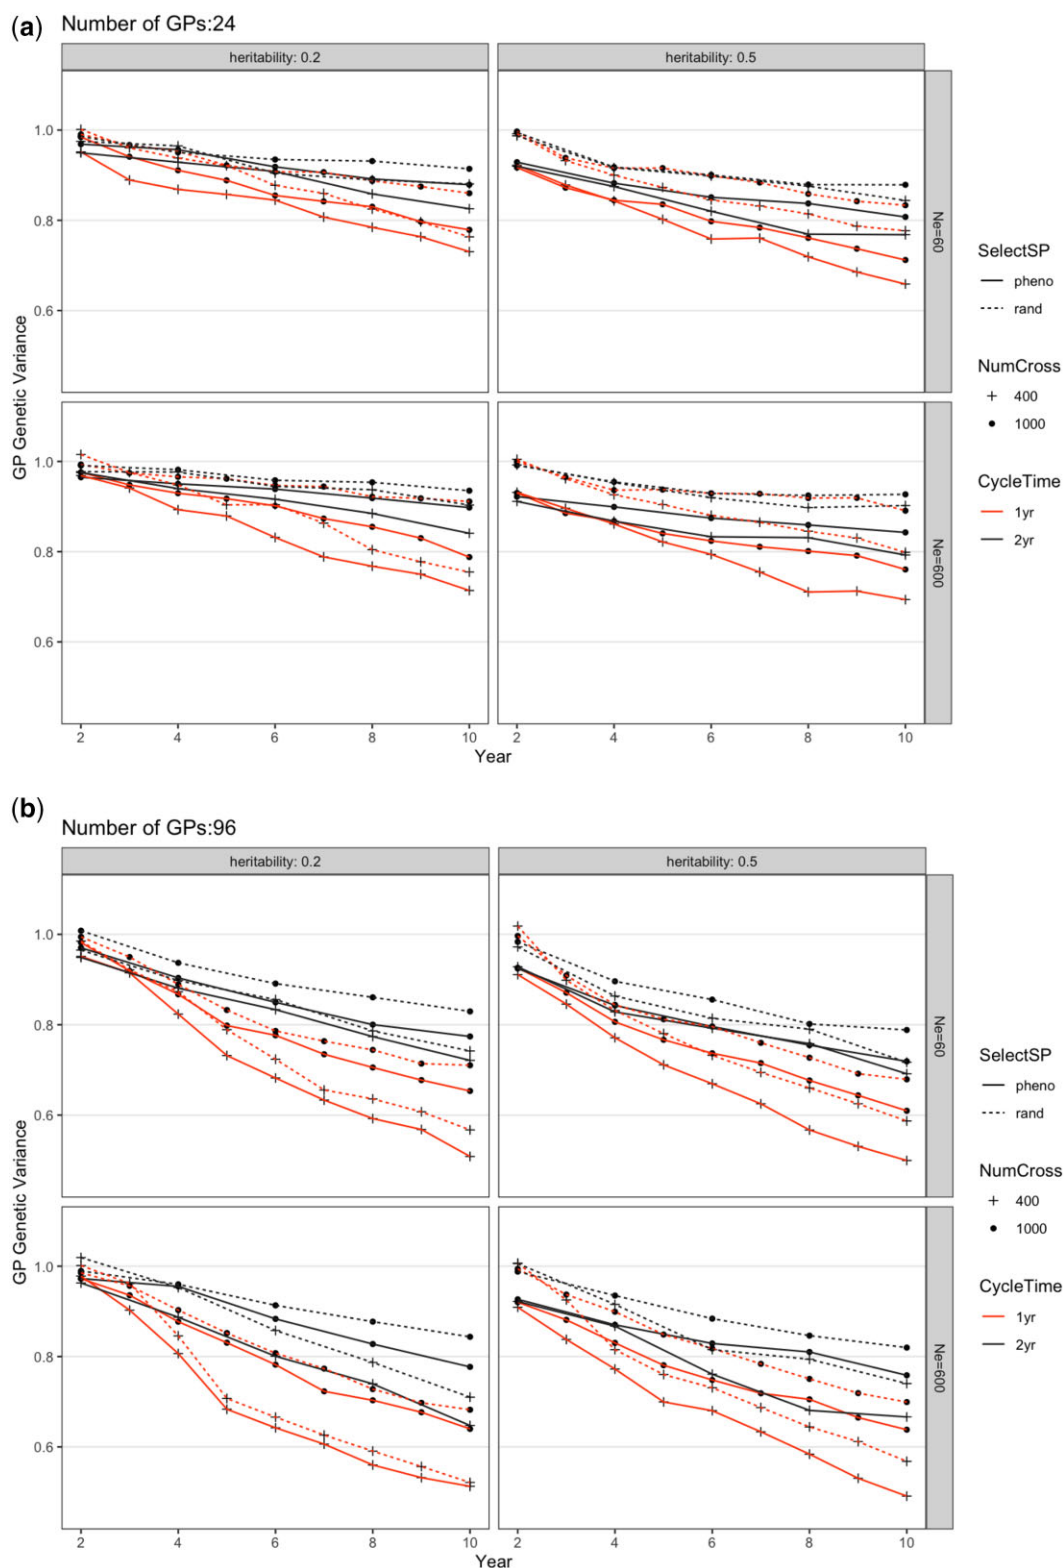 (a) Number of GPs:24
heritability: 0.2 heritability: 0.5
1.0
0.8
0.6
Ne=60
1.0
0.8
0.6
Ne=600
GP Genetic Variance
2 4 6 8 10 2 4 6 8 10
Year
SelectSP
pheno
rand
NumCross
400
1000
CycleTime
1yr
2yr
(b)
Number of GPs:96
heritability: 0.2 heritability: 0.5
1.0
0.8
0.6
Ne=60
1.0
0.8
0.6
Ne=600
GP Genetic Variance
2 4 6 8 10 2 4 6 8 10
Year
SelectSP
pheno
rand
NumCross
400
1000
CycleTime
1yr
2yr